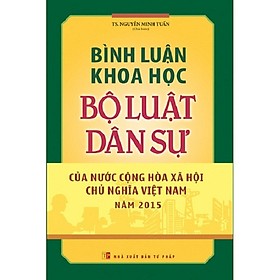 TS. NGUYỄN MINH TUẤN
(Chủ biên)
BÌNH LUẬN
KHOA HỌC
BỘ LUẬT
DÂN SỰ
CỦA NƯỚC CỘNG HÒA XÃ HỘI
CHỦ NGHĨA VIỆT NAM
NĂM 2015
NHÀ XUẤT BẢN TƯ PHÁP